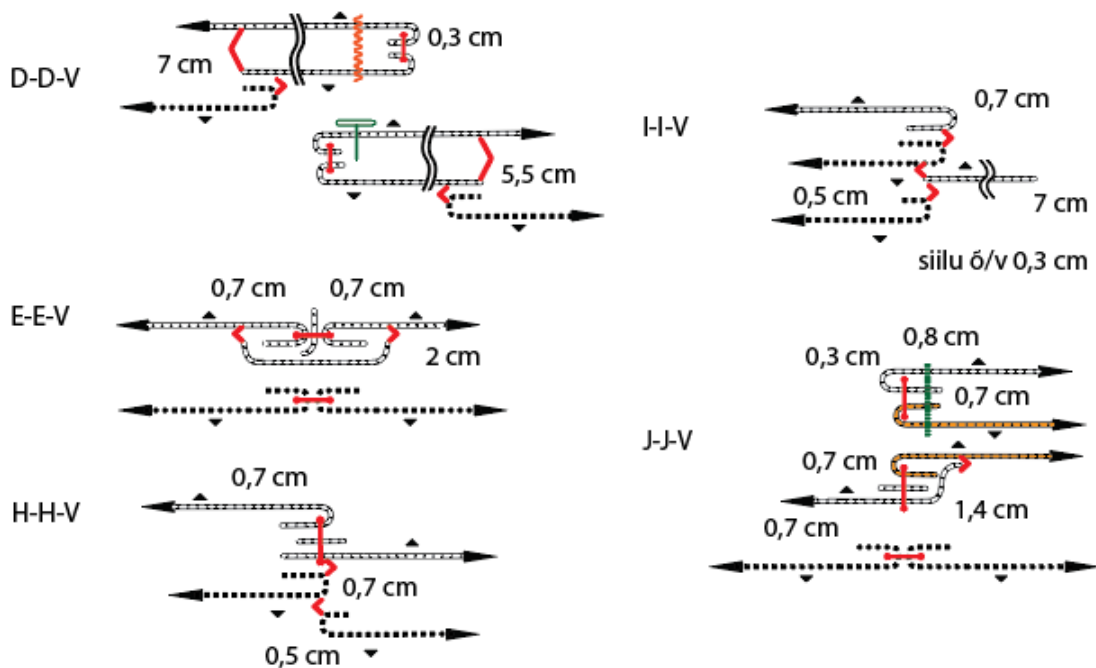 D-D-V
7 cm
0,3 cm
5,5 cm
E-E-V
0,7 cm 0,7 cm
2 cm
H-H-V
0,7 cm
0,7 cm
0,5 cm
I-I-V
0,7 cm
0,5 cm
7 cm
siilu õ/v 0,3 cm
J-J-V
0,8 cm
0,3 cm
0,7 cm
0,7 cm
0,7 cm
1,4 cm